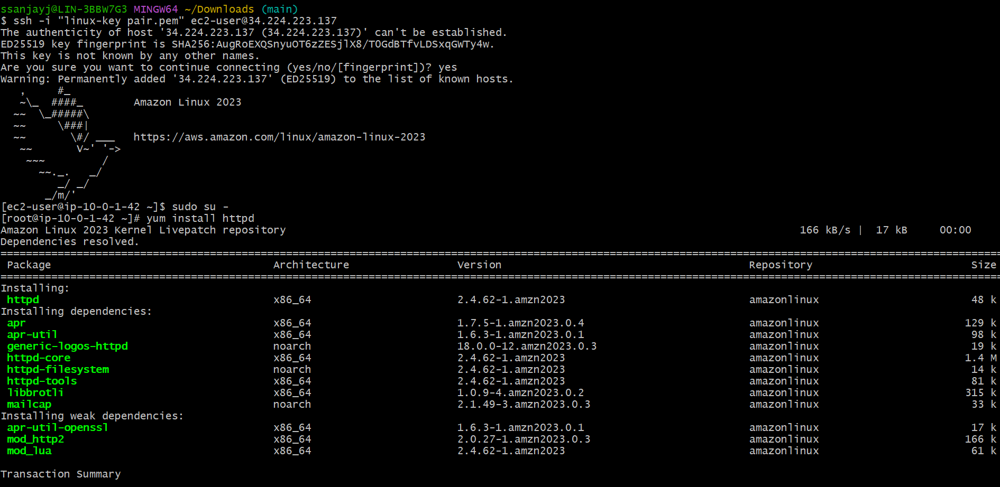 ssanjayj@LIN-3BBW7G3 MINGW64 ~/Downloads (main)
$ ssh -i "linux-key pair.pem" ec2-user@34.224.223.137
The authenticity of host '34.224.223.137 (34.224.223.137)' can't be established.
ED25519 key fingerprint is SHA256:AugRoEXQSnyuOT6zZESjlX8/TOGdBTfvLDSxqGWTy4w.
This key is not known by any other names.
Are you sure you want to continue connecting (yes/no/[fingerprint])? yes
Warning: Permanently added '34.224.223.137' (ED25519) to the list of known hosts.
   ,     #_
   ~\_  ####_        Amazon Linux 2023
  ~~  \_#####\
  ~~     \###|
  ~~       \#/ ___   https://aws.amazon.com/linux/amazon-linux-2023
   ~~       V~' '->
    ~~~         /
      ~~._.   _/
         _/ _/
       _/m/'
[ec2-user@ip-10-0-1-42 ~]$ sudo su -
[root@ip-10-0-1-42 ~]# yum install httpd
Amazon Linux 2023 Kernel Livepatch repository 166 kB/s | 17 kB 00:00
Dependencies resolved.
================================================================================
Package Architecture Version Repository Size
================================================================================
Installing:
httpd x86_64 2.4.62-1.amzn2023 amazonlinux 48 k
Installing dependencies:
apr x86_64 1.7.5-1.amzn2023.0.4 amazonlinux 129 k
apr-util x86_64 1.6.3-1.amzn2023.0.1 amazonlinux 98 k
generic-logos-httpd noarch 18.0.0-12.amzn2023.0.3 amazonlinux 19 k
httpd-core x86_64 2.4.62-1.amzn2023 amazonlinux 1.4 M
httpd-filesystem noarch 2.4.62-1.amzn2023 amazonlinux 14 k
httpd-tools x86_64 2.4.62-1.amzn2023 amazonlinux 81 k
libbrotli x86_64 1.0.9-4.amzn2023.0.2 amazonlinux 315 k
mailcap noarch 2.1.49-3.amzn2023.0.3 amazonlinux 33 k
Installing weak dependencies:
apr-util-openssl x86_64 1.6.3-1.amzn2023.0.1 amazonlinux 17 k
mod_http2 x86_64 2.0.27-1.amzn2023.0.3 amazonlinux 166 k
mod_lua x86_64 2.4.62-1.amzn2023 amazonlinux 61 k
Transaction Summary